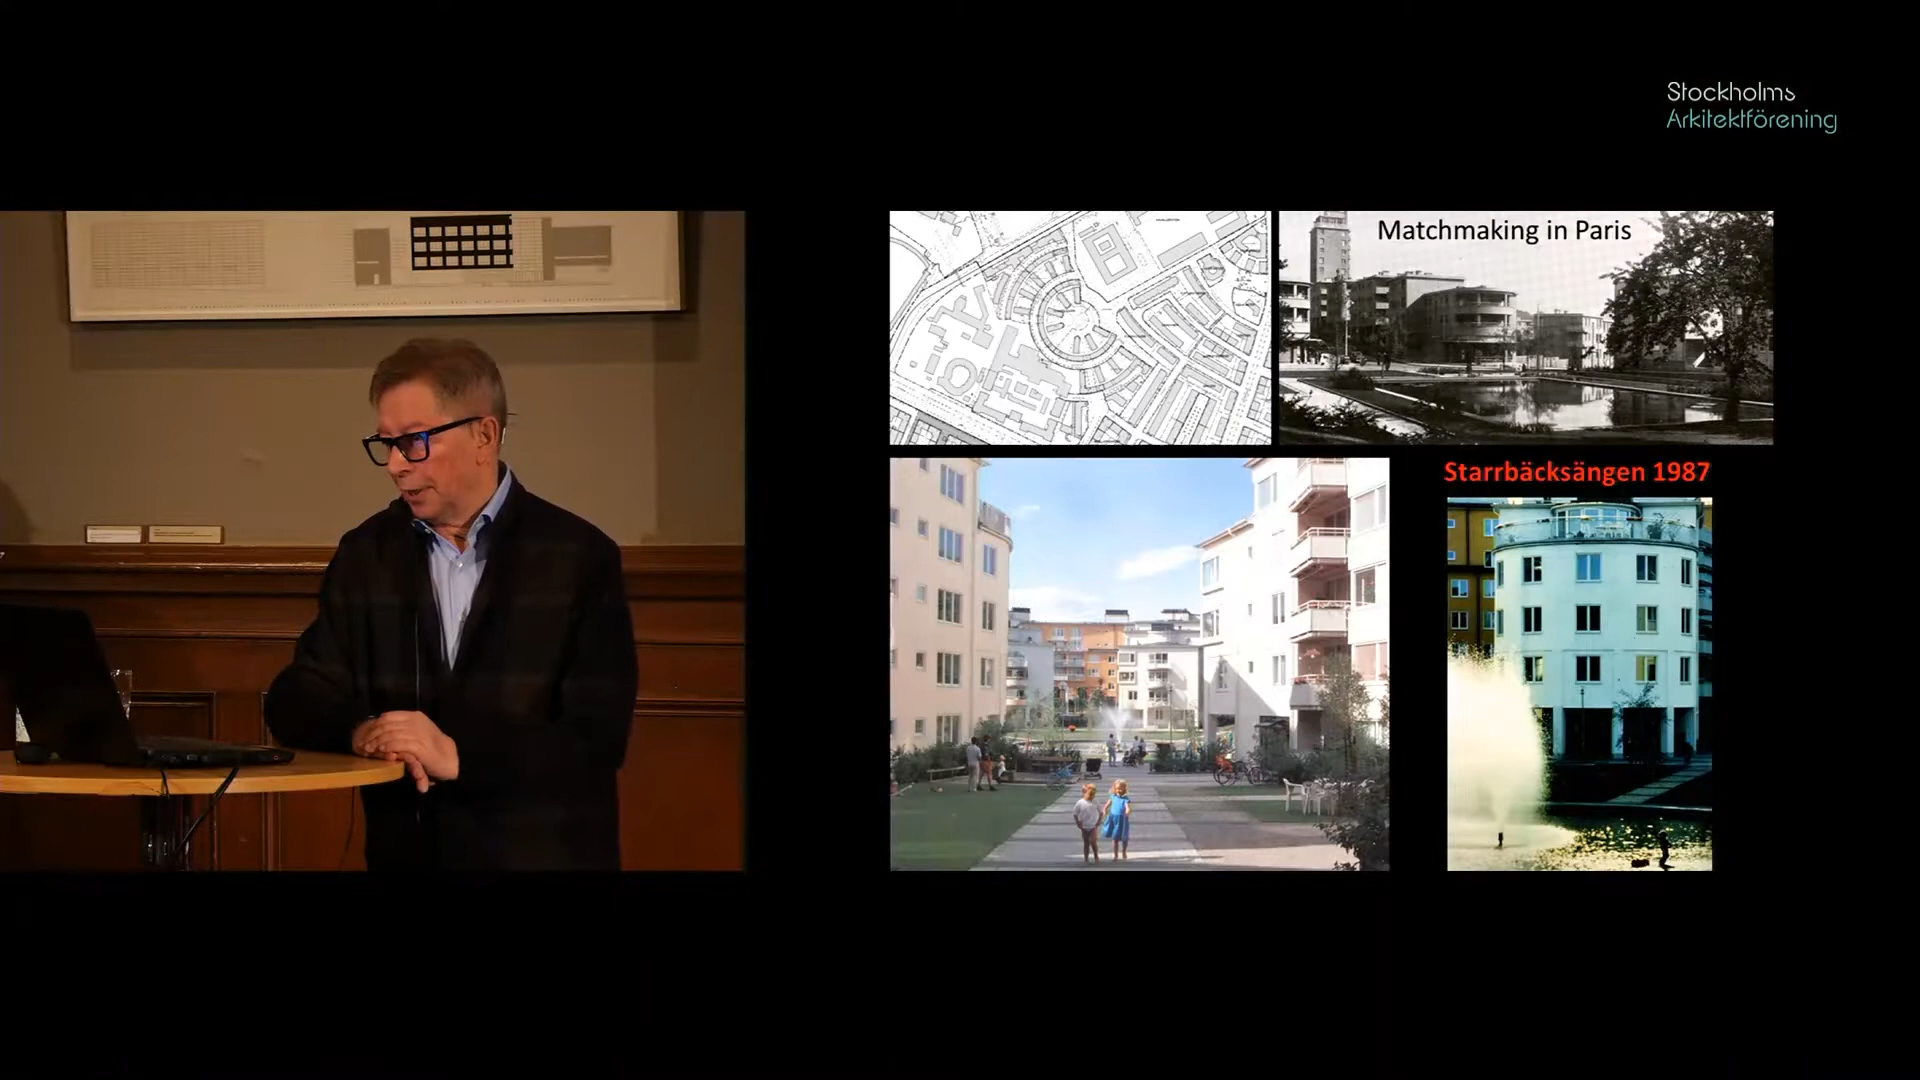 Stockholms
Arkitektförening
Matchmaking in Paris
Starrbäcksängen 1987